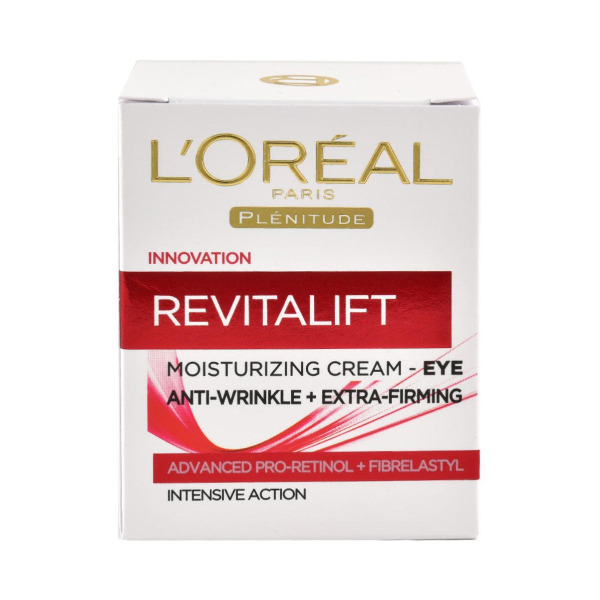 L'ORÉAL
PARIS
PLÉNITUDE
INNOVATION
REVITALIFT
MOISTURIZING CREAM - EYE
ANTI-WRINKLE + EXTRA-FIRMING
ADVANCED PRO-RETINOL + FIBRELASTYL
INTENSIVE ACTION